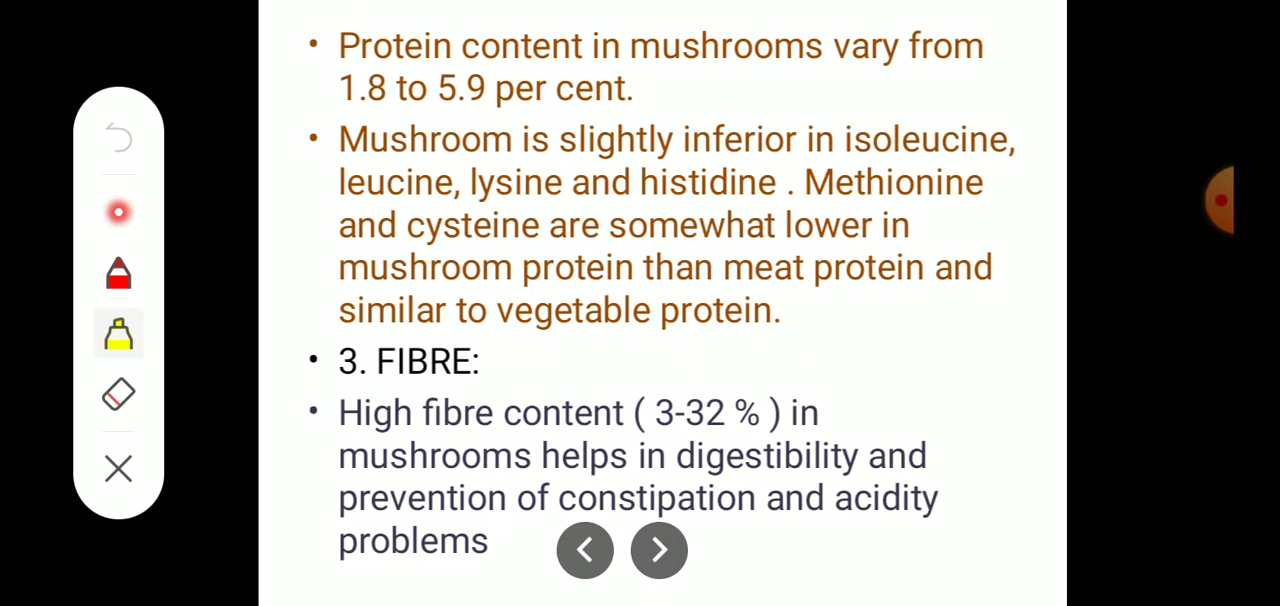 • Protein content in mushrooms vary from
1.8 to 5.9 per cent.
• Mushroom is slightly inferior in isoleucine,
leucine, lysine and histidine . Methionine
and cysteine are somewhat lower in
mushroom protein than meat protein and
similar to vegetable protein.
• 3. FIBRE:
• High fibre content ( 3-32 % ) in
mushrooms helps in digestibility and
prevention of constipation and acidity
problems